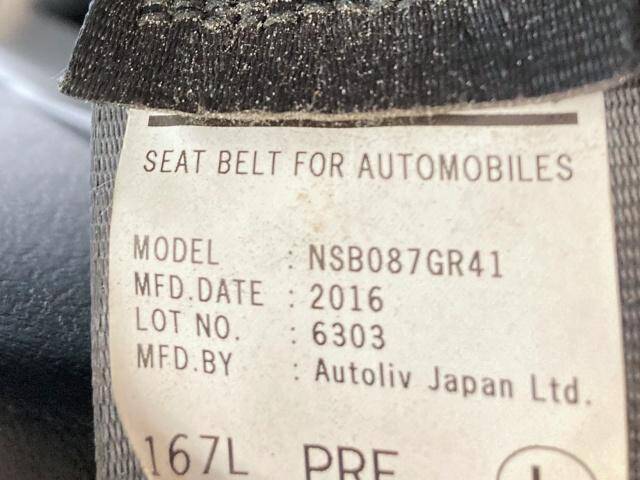 SEAT BELT FOR AUTOMOBILES
MODEL : NSB087GR41
MFD.DATE : 2016
LOT NO. : 6303
MFD.BY : Autoliv Japan Ltd.
167L PRE